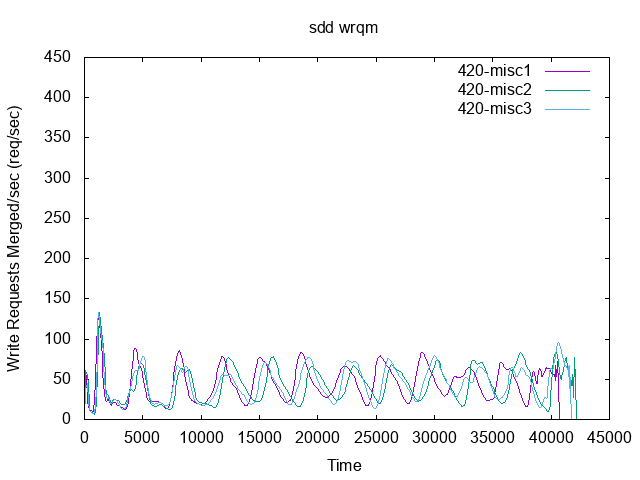 sdd wrqm
450
400
350
300
250
200
150
100
50
0
Write Requests Merged/sec (req/sec)
420-misc1
420-misc2
420-misc3
0 5000 10000 15000 20000 25000 30000 35000 40000 45000
Time